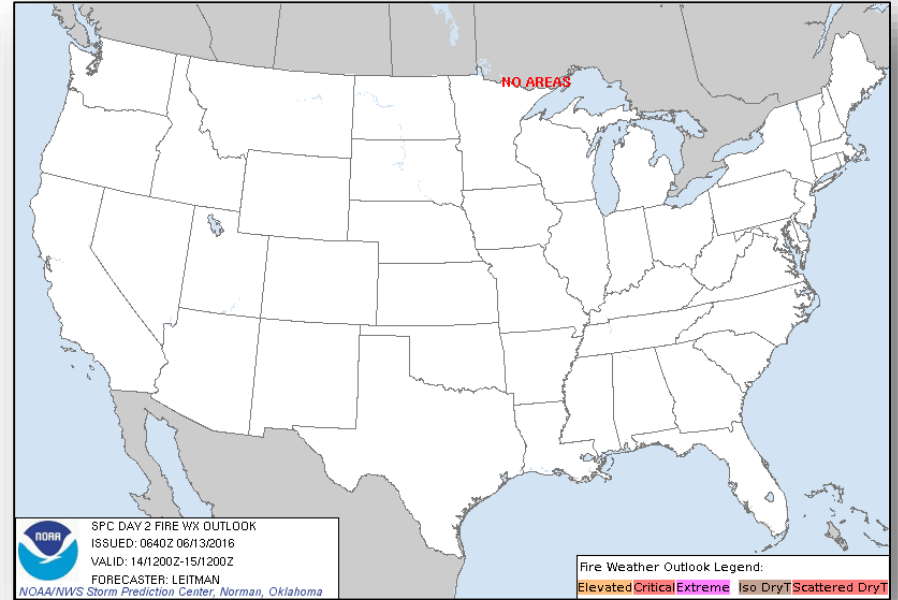 NO AREAS
NOAA
SPC DAY 2 FIRE WX OUTLOOK
ISSUED: 0640Z 06/13/2016
VALID: 14/1200Z-15/1200Z
FORECASTER: LEITMAN
NOAA/NWS Storm Prediction Center, Norman, Oklahoma
Fire Weather Outlook Legend:
Elevated Critical Extreme Iso DryT Scattered DryT